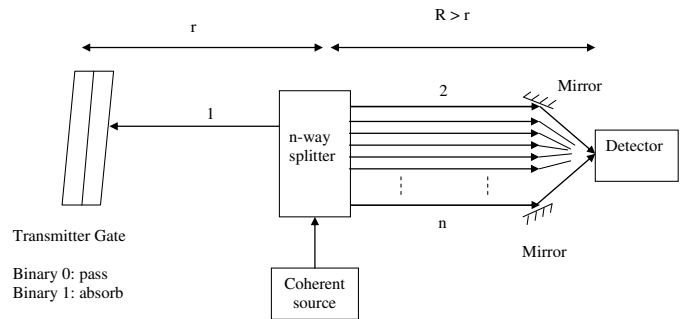 R > r
r
Mirror
2
1
n-way
splitter
Detector
n
Transmitter Gate
Mirror
Binary 0: pass
Binary 1: absorb
Coherent
source